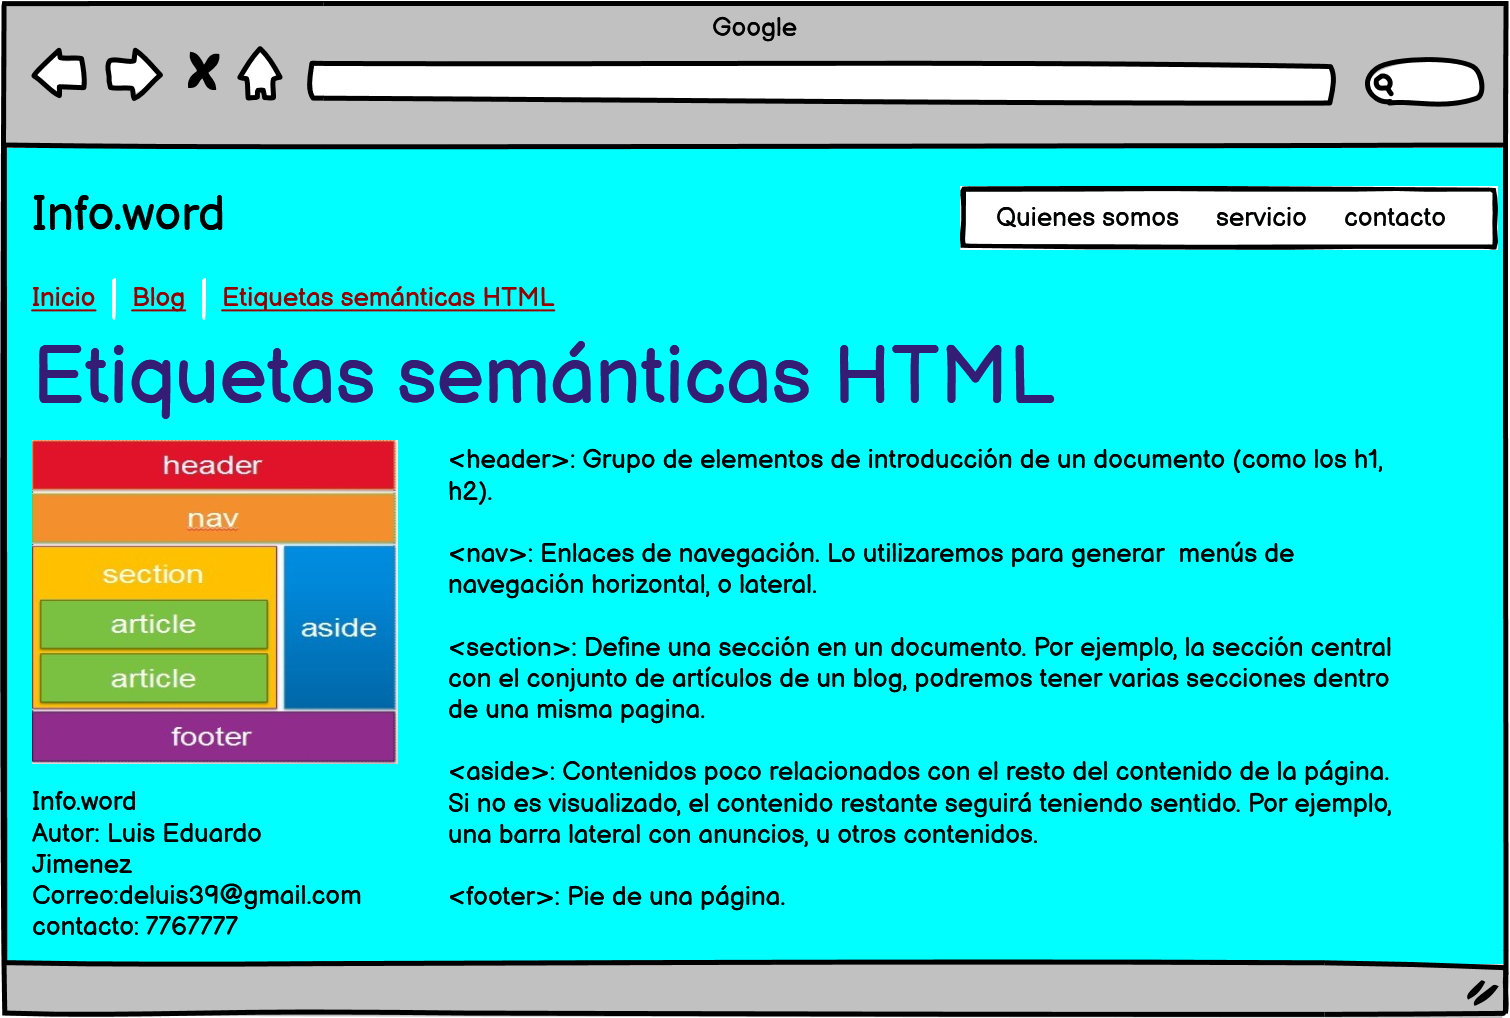 Google
Info.word
Quienes somos servicio contacto
Inicio Blog Etiquetas semánticas HTML
Etiquetas semánticas HTML
header
nav
section
article
article
aside
footer
Info.word
Autor: Luis Eduardo
Jimenez
Correo:deluis39@gmail.com
contacto: 7767777
<header>: Grupo de elementos de introducción de un documento (como los h1,
h2).
<nav>: Enlaces de navegación. Lo utilizaremos para generar  menús de
navegación horizontal, o lateral.
<section>: Define una sección en un documento. Por ejemplo, la sección central
con el conjunto de artículos de un blog, podremos tener varias secciones dentro
de una misma pagina.
<aside>: Contenidos poco relacionados con el resto del contenido de la página.
Si no es visualizado, el contenido restante seguirá teniendo sentido. Por ejemplo,
una barra lateral con anuncios, u otros contenidos.
<footer>: Pie de una página.